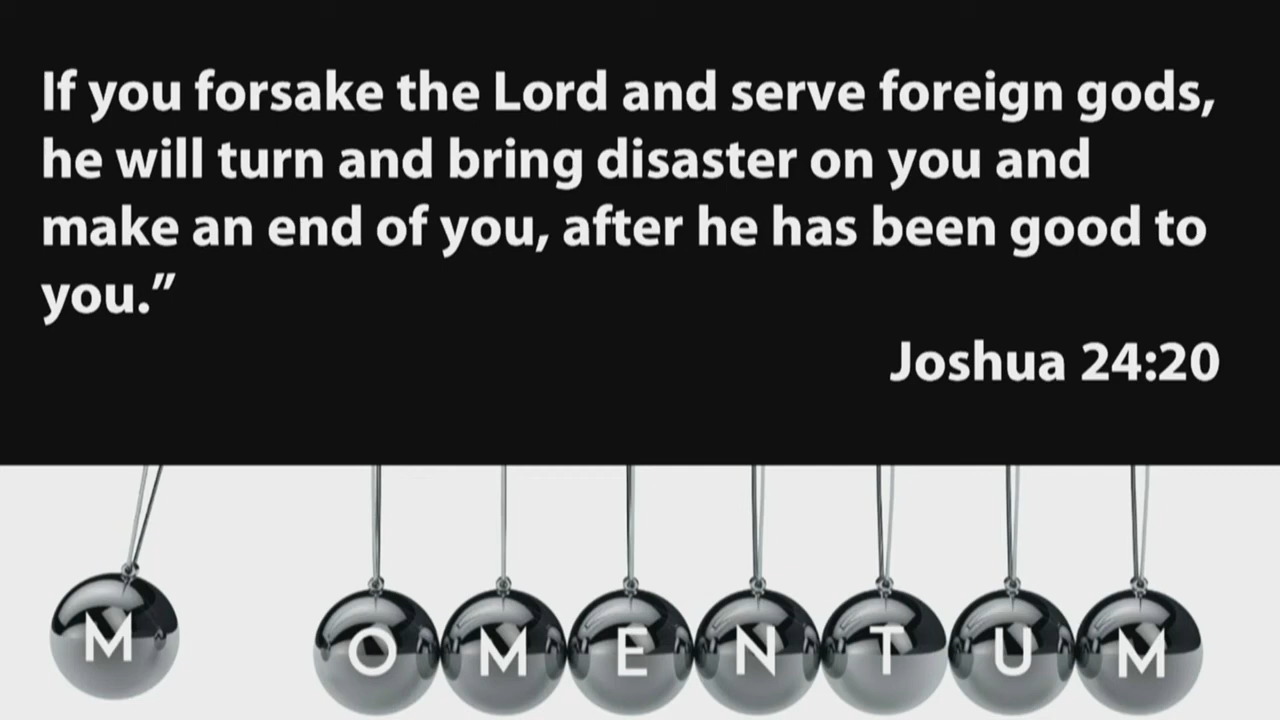 If you forsake the Lord and serve foreign gods,
he will turn and bring disaster on you and
make an end of you, after he has been good to
you.”
Joshua 24:20
MOMENTUM